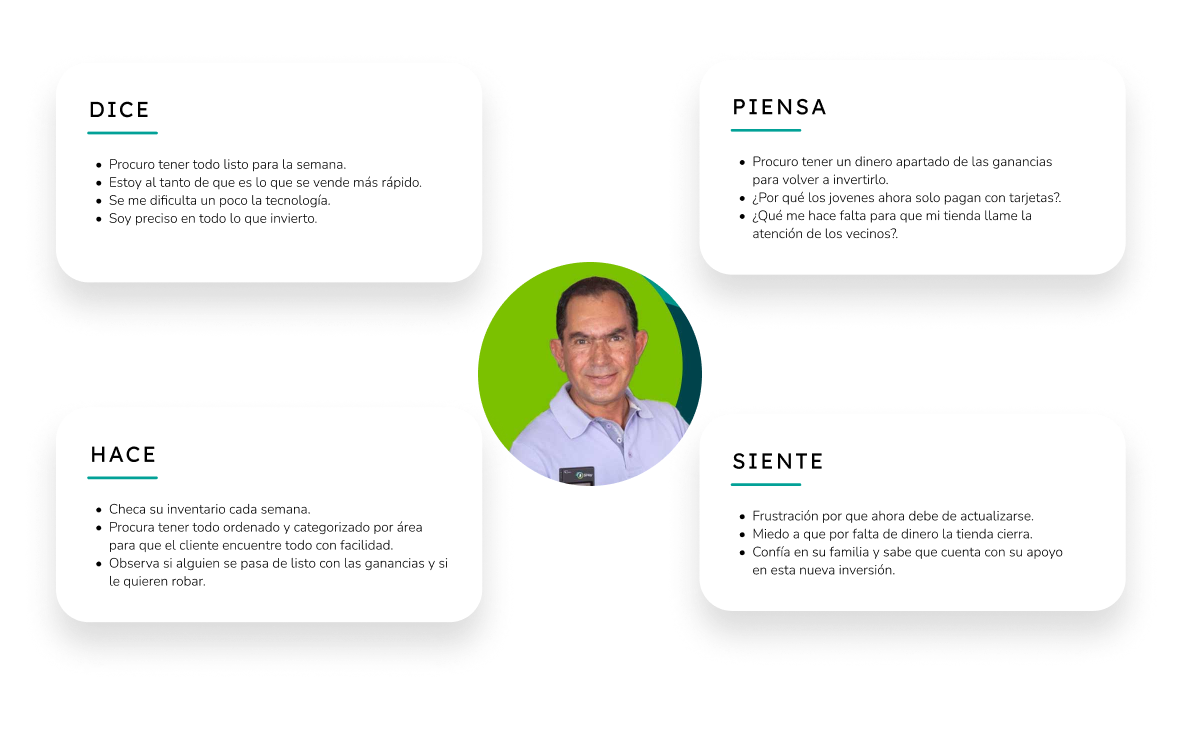 DICE
• Procuro tener todo listo para la semana.
• Estoy al tanto de que es lo que se vende más rápido.
• Se me dificulta un poco la tecnología.
• Soy preciso en todo lo que invierto.
PIENSA
• Procuro tener un dinero apartado de las ganancias
para volver a invertirlo.
• ¿Por qué los jovenes ahora solo pagan con tarjetas?.
• ¿Qué me hace falta para que mi tienda llame la
atención de los vecinos?.
HACE
• Checa su inventario cada semana.
• Procura tener todo ordenado y categorizado por área
para que el cliente encuentre todo con facilidad.
• Observa si alguien se pasa de listo con las ganancias y si
le quieren robar.
SIENTE
• Frustración por que ahora debe de actualizarse.
• Miedo a que por falta de dinero la tienda cierra.
• Confía en su familia y sabe que cuenta con su apoyo
en esta nueva inversión.